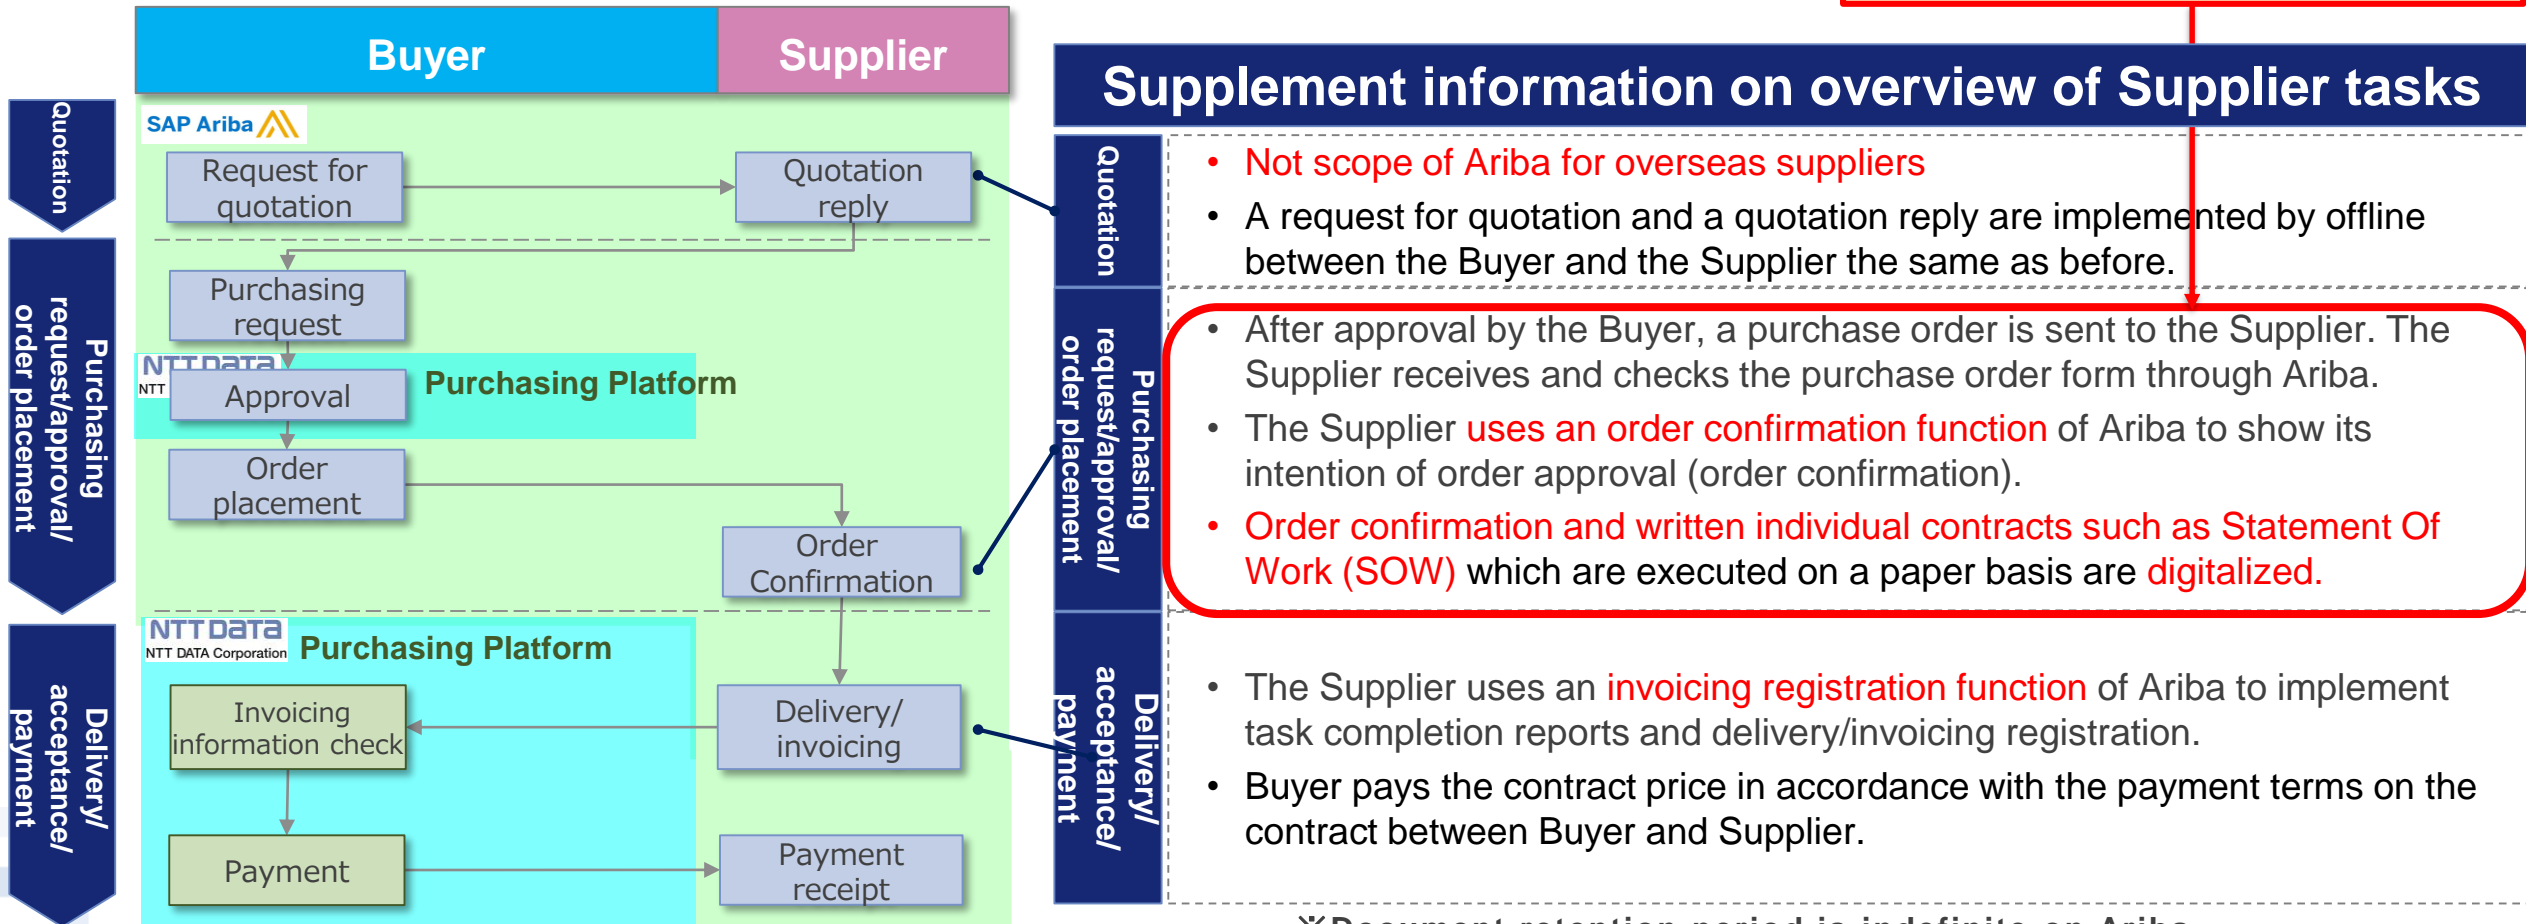 Buyer
Supplier
Quotation
SAP Ariba
Request for
quotation
Quotation
reply
Purchasing
request/approval/
order placement
Purchasing
request
NTT DATA
NTT
Approval
Purchasing Platform
Order
placement
Order
Confirmation
Delivery/
acceptance/
payment
NTT DATA
NTT DATA Corporation
Purchasing Platform
Invoicing
information check
Delivery/
invoicing
Payment
Payment
receipt
Supplement information on overview of Supplier tasks
Quotation
• Not scope of Ariba for overseas suppliers
• A request for quotation and a quotation reply are implemented by offline
between the Buyer and the Supplier the same as before.
Purchasing
request/approval/
order placement
• After approval by the Buyer, a purchase order is sent to the Supplier. The
Supplier receives and checks the purchase order form through Ariba.
• The Supplier uses an order confirmation function of Ariba to show its
intention of order approval (order confirmation).
• Order confirmation and written individual contracts such as Statement Of
Work (SOW) which are executed on a paper basis are digitalized.
Delivery/
acceptance/
payment
• The Supplier uses an invoicing registration function of Ariba to implement
task completion reports and delivery/invoicing registration.
• Buyer pays the contract price in accordance with the payment terms on the
contract between Buyer and Supplier.
※Document retention period is indefinite on Ariba